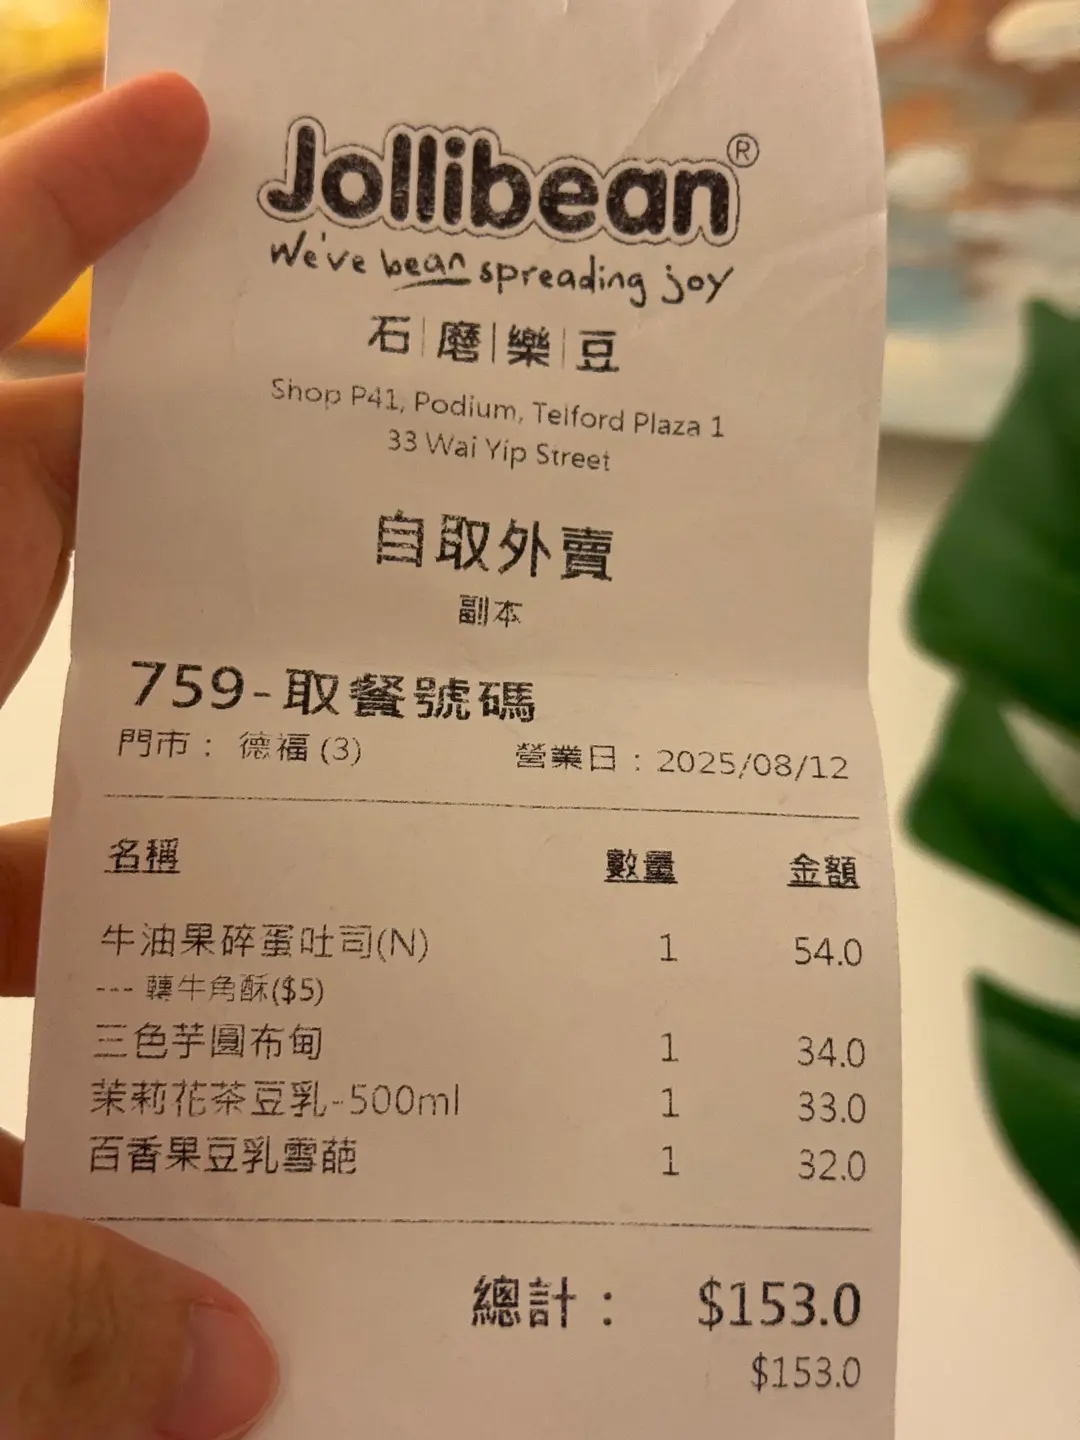 Jollibean®
We've bean spreading joy
石|磨|樂|豆
Shop P41, Podium, Telford Plaza 1
33 Wai Yip Street
自取外賣
副本
759-取餐號碼
門市： 德福 (3) 營業日：2025/08/12
名稱 數量 金額
牛油果碎蛋吐司(N) 1 54.0
--- 轉牛角酥($5)
三色芋圓布甸 1 34.0
茉莉花茶豆乳-500ml 1 33.0
百香果豆乳雪葩 1 32.0
總計： $153.0
$153.0